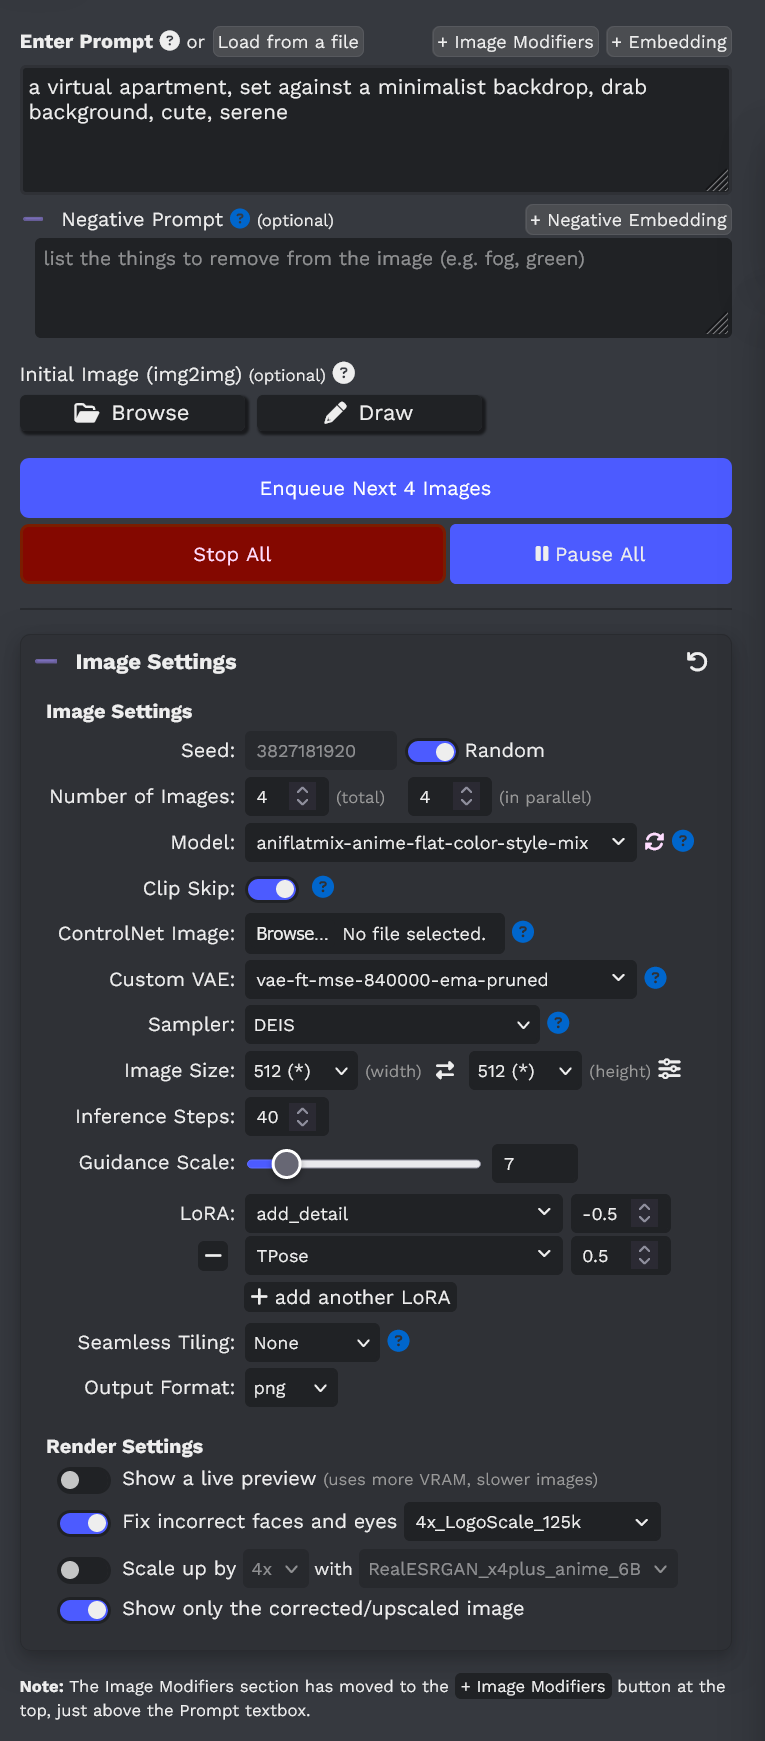 Enter Prompt ? or Load from a file + Image Modifiers + Embedding
a virtual apartment, set against a minimalist backdrop, drab
background, cute, serene
Negative Prompt ? (optional) + Negative Embedding
list the things to remove from the image (e.g. fog, green)
Initial Image (img2img) (optional) ?
Browse Draw
Enqueue Next 4 Images
Stop All Pause All
Image Settings
Image Settings
Seed: 3827181920 Random
Number of Images: 4 (total) 4 (in parallel)
Model: aniflatmix-anime-flat-color-style-mix ?
Clip Skip: ?
ControlNet Image: Browse... No file selected. ?
Custom VAE: vae-ft-mse-840000-ema-pruned ?
Sampler: DEIS ?
Image Size: 512 (*) (width) 512 (*) (height)
Inference Steps: 40
Guidance Scale: 7
LoRA: add_detail -0.5
TPose 0.5
+ add another LoRA
Seamless Tiling: None ?
Output Format: png
Render Settings
Show a live preview (uses more VRAM, slower images)
Fix incorrect faces and eyes 4x_LogoScale_125k
Scale up by 4x with RealESRGAN_x4plus_anime_6B
Show only the corrected/upscaled image
Note: The Image Modifiers section has moved to the + Image Modifiers button at the
top, just above the Prompt textbox.